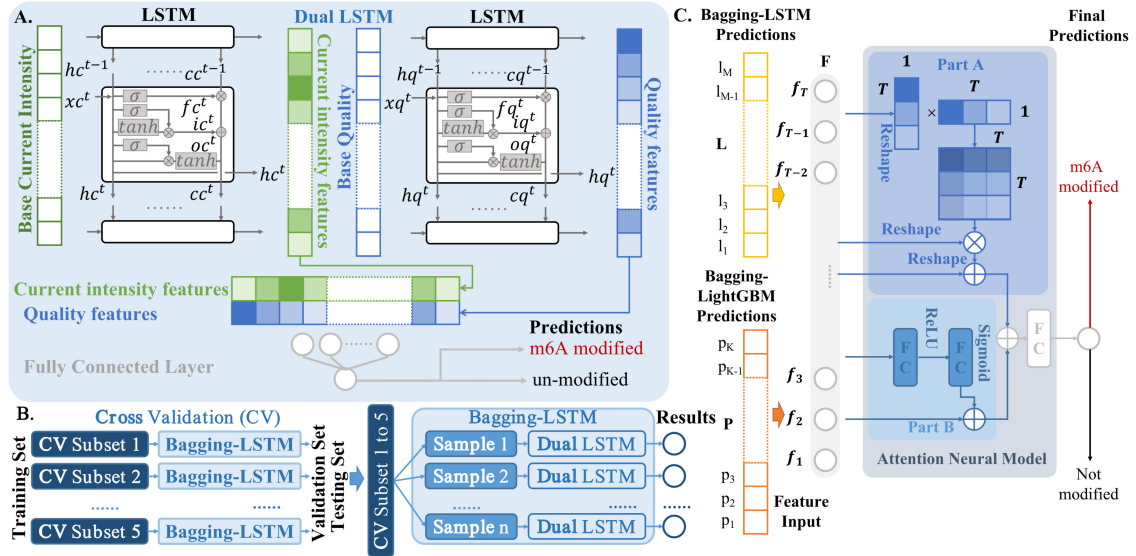 A.
LSTM
Dual LSTM
LSTM
Base Current Intensity
hc^{t-1}
cc^{t-1}
......
xc^t
σ
σ
tanh
σ
fc^t
ic^t
oc^t
tanh
hc^t
hc^t
cc^t
......
Current intensity features
Base Quality
hq^{t-1}
cq^{t-1}
......
xq^t
σ
σ
tanh
σ
fq^t
iq^t
oq^t
tanh
hq^t
hq^t
cq^t
......
Quality features
Current intensity features
Quality features
Fully Connected Layer
......
Predictions
m6A modified
un-modified
B.
Cross Validation (CV)
Training Set
CV Subset 1
Bagging-LSTM
CV Subset 2
Bagging-LSTM
......
......
CV Subset 5
Bagging-LSTM
Validation Set
Testing Set
CV Subset 1 to 5
Bagging-LSTM
Results
Sample 1
Dual LSTM
Sample 2
Dual LSTM
......
......
......
Sample n
Dual LSTM
C.
Bagging-LSTM
Predictions
l_M
l_{M-1}
L
l_3
l_2
l_1
Bagging-
LightGBM
Predictions
p_K
p_{K-1}
P
p_3
p_2
p_1
F
f_T
f_{T-1}
f_{T-2}
......
f_3
f_2
f_1
Feature
Input
Part A
1
T
T
×
1
Reshape
T
T
Reshape
Reshape
ReLU
Sigmoid
F
C
F
C
Part B
F
C
Attention Neural Model
Final
Predictions
m6A
modified
Not
modified